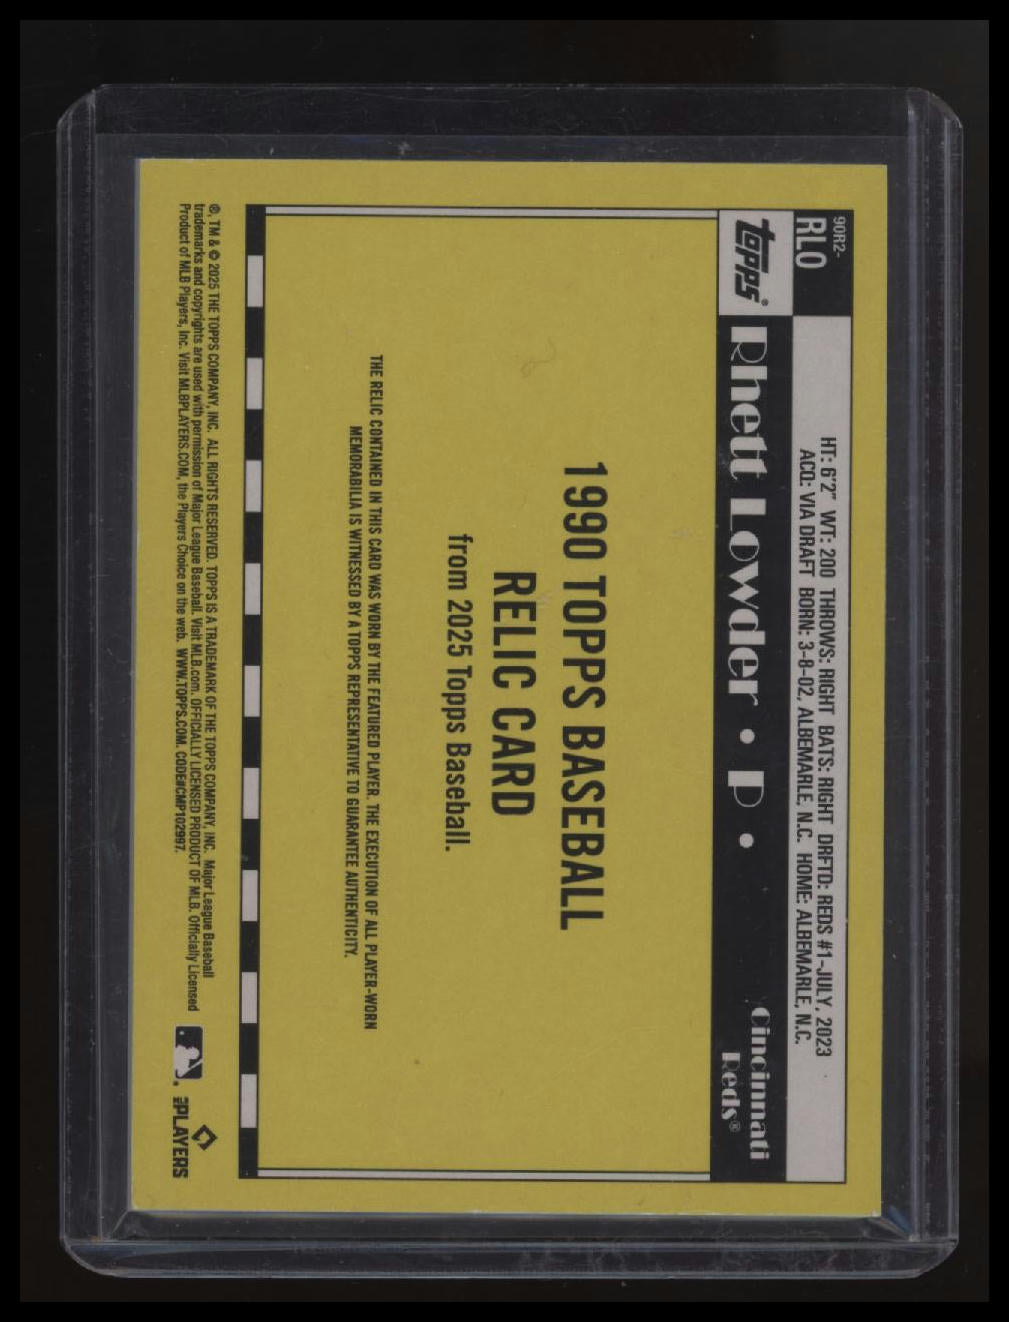 90R2-
RLO
HT: 6'2" WT: 200 THROWS: RIGHT BATS: RIGHT DRFTD: REDS #1-JULY, 2023
ACQ: VIA DRAFT BORN: 3-8-02, ALBEMARLE, N.C. HOME: ALBEMARLE, N.C.
topps®
Rhett Lowder • P •
Cincinnati
Reds®
1990 TOPPS BASEBALL
RELIC CARD
from 2025 Topps Baseball.
THE RELIC CONTAINED IN THIS CARD WAS WORN BY THE FEATURED PLAYER. THE EXECUTION OF ALL PLAYER-WORN
MEMORABILIA IS WITNESSED BY A TOPPS REPRESENTATIVE TO GUARANTEE AUTHENTICITY.
®, TM & © 2025 THE TOPPS COMPANY, INC. ALL RIGHTS RESERVED. TOPPS IS A TRADEMARK OF THE TOPPS COMPANY, INC. Major League Baseball
trademarks and copyrights are used with permission of Major League Baseball. Visit MLB.com. OFFICIALLY LICENSED PRODUCT OF MLB. Officially Licensed
Product of MLB Players, Inc. Visit MLBPLAYERS.COM, the Players Choice on the web. WWW.TOPPS.COM. CODE#CMP102997.
PLAYERS